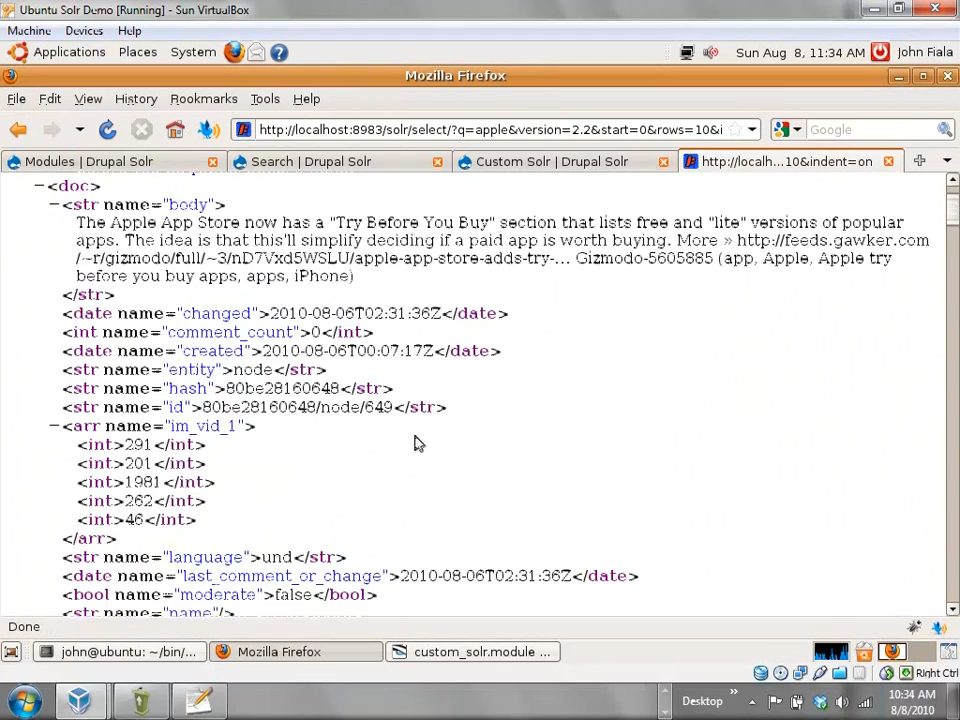 Ubuntu Solr Demo [Running] - Sun VirtualBox
Machine Devices Help
Applications Places System Sun Aug 8, 11:34 AM John Fiala
Mozilla Firefox
File Edit View History Bookmarks Tools Help
http://localhost:8983/solr/select/?q=apple&version=2.2&start=0&rows=10&i Google
Modules | Drupal Solr Search | Drupal Solr Custom Solr | Drupal Solr http://localh...10&indent=on
−<doc>
−<str name="body">
The Apple App Store now has a "Try Before You Buy" section that lists free and "lite" versions of popular
apps. The idea is that this'll simplify deciding if a paid app is worth buying. More » http://feeds.gawker.com
/~r/gizmodo/full/~3/nD7Vxd5WSLU/apple-app-store-adds-try-... Gizmodo-5605885 (app, Apple, Apple try
before you buy apps, apps, iPhone)
</str>
<date name="changed">2010-08-06T02:31:36Z</date>
<int name="comment_count">0</int>
<date name="created">2010-08-06T00:07:17Z</date>
<str name="entity">node</str>
<str name="hash">80be28160648</str>
<str name="id">80be28160648/node/649</str>
−<arr name="im_vid_1">
<int>291</int>
<int>201</int>
<int>1981</int>
<int>262</int>
<int>46</int>
</arr>
<str name="language">und</str>
<date name="last_comment_or_change">2010-08-06T02:31:36Z</date>
<bool name="moderate">false</bool>
<str name="name"/>
Done
john@ubuntu: ~/bin/... Mozilla Firefox custom_solr.module ...
Right Ctrl
Desktop » 10:34 AM
8/8/2010